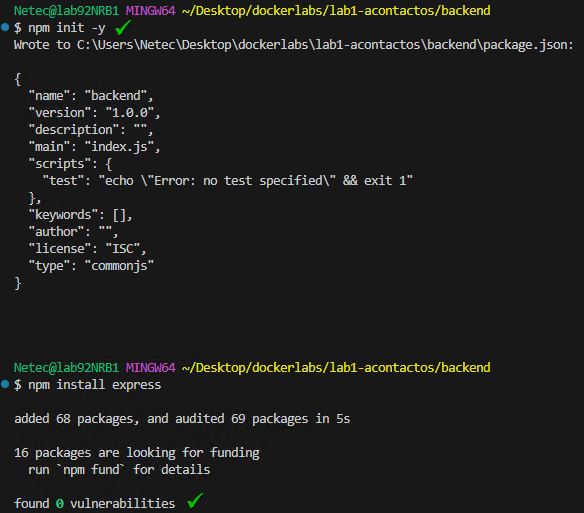 Netec@lab92NRB1 MINGW64 ~/Desktop/dockerlabs/lab1-acontactos/backend
$ npm init -y
Wrote to C:\Users\Netec\Desktop\dockerlabs\lab1-acontactos\backend\package.json:
{
  "name": "backend",
  "version": "1.0.0",
  "description": "",
  "main": "index.js",
  "scripts": {
    "test": "echo \"Error: no test specified\" && exit 1"
  },
  "keywords": [],
  "author": "",
  "license": "ISC",
  "type": "commonjs"
}
Netec@lab92NRB1 MINGW64 ~/Desktop/dockerlabs/lab1-acontactos/backend
$ npm install express
added 68 packages, and audited 69 packages in 5s
16 packages are looking for funding
  run `npm fund` for details
found 0 vulnerabilities